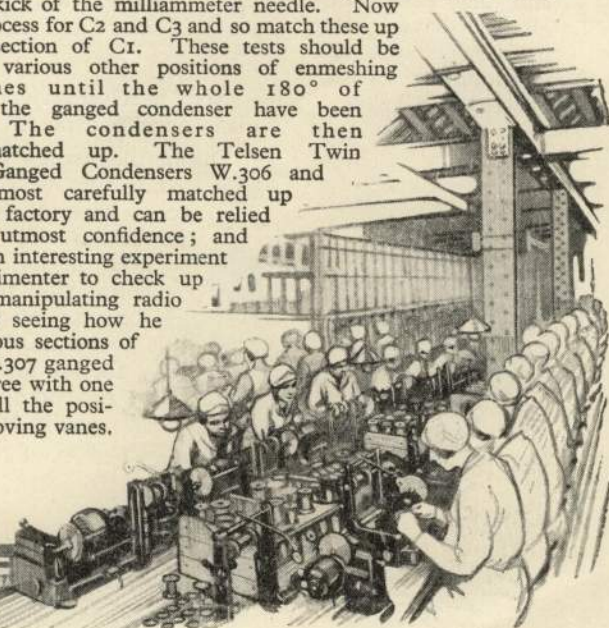 kick of the milliammeter needle. Now
ocess for C2 and C3 and so match these up
ection of C1. These tests should be
various other positions of enmeshing
es until the whole 180° of
the ganged condenser have been
The condensers are then
atched up. The Telsen Twin
Ganged Condensers W.306 and
most carefully matched up
factory and can be relied
utmost confidence; and
n interesting experiment
imenter to check up
manipulating radio
seeing how he
ous sections of
.307 ganged
ree with one
ll the posi-
oving vanes.